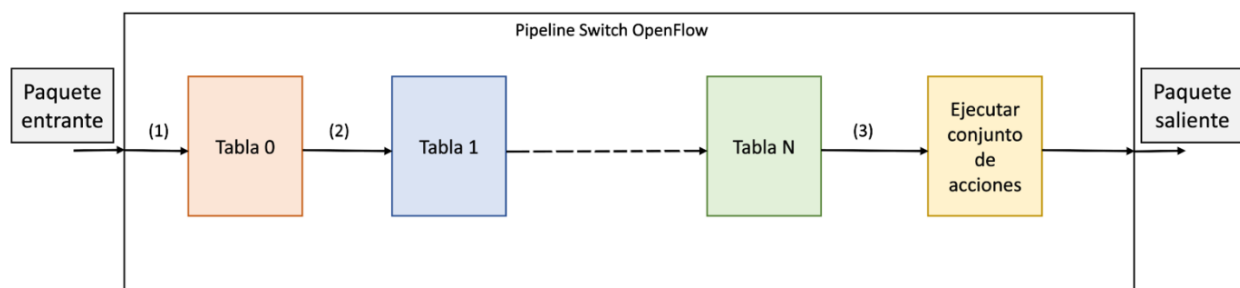 Pipeline Switch OpenFlow
Paquete
entrante
(1)
Tabla 0
(2)
Tabla 1
Tabla N
(3)
Ejecutar
conjunto
de
acciones
Paquete
saliente